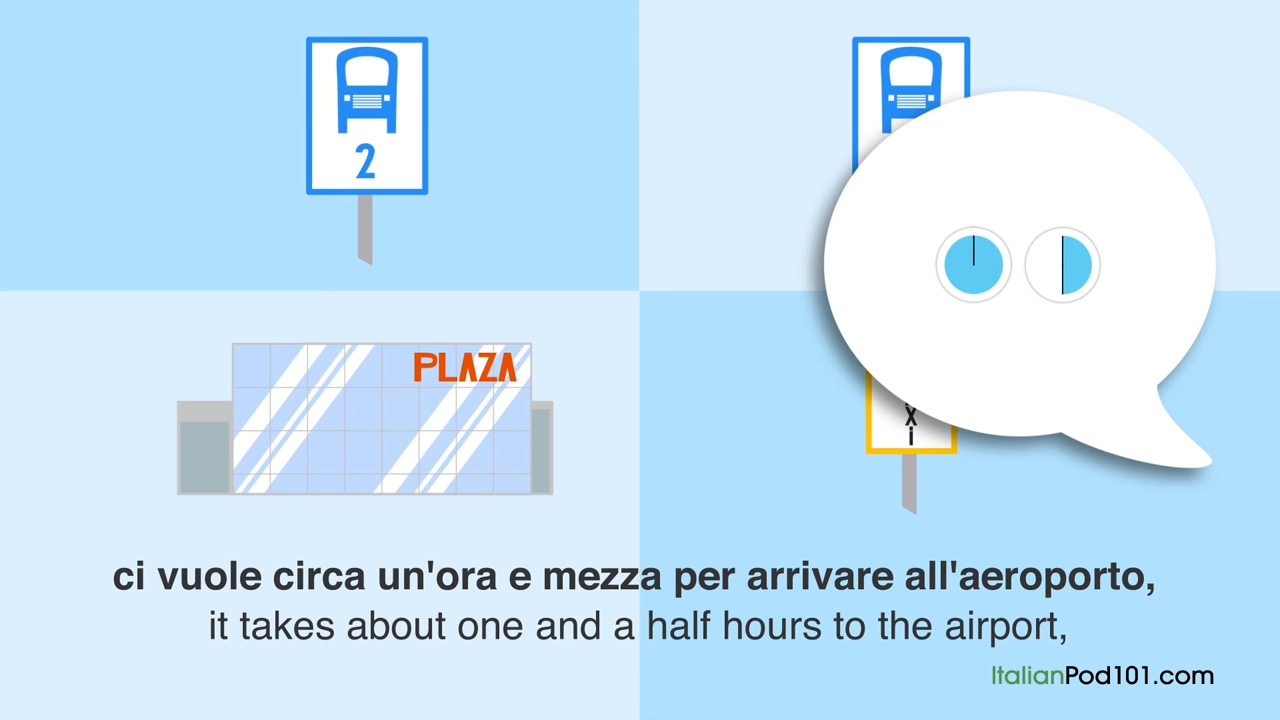 2
PLAZA
xi
ci vuole circa un'ora e mezza per arrivare all'aeroporto,
it takes about one and a half hours to the airport,
ItalianPod101.com